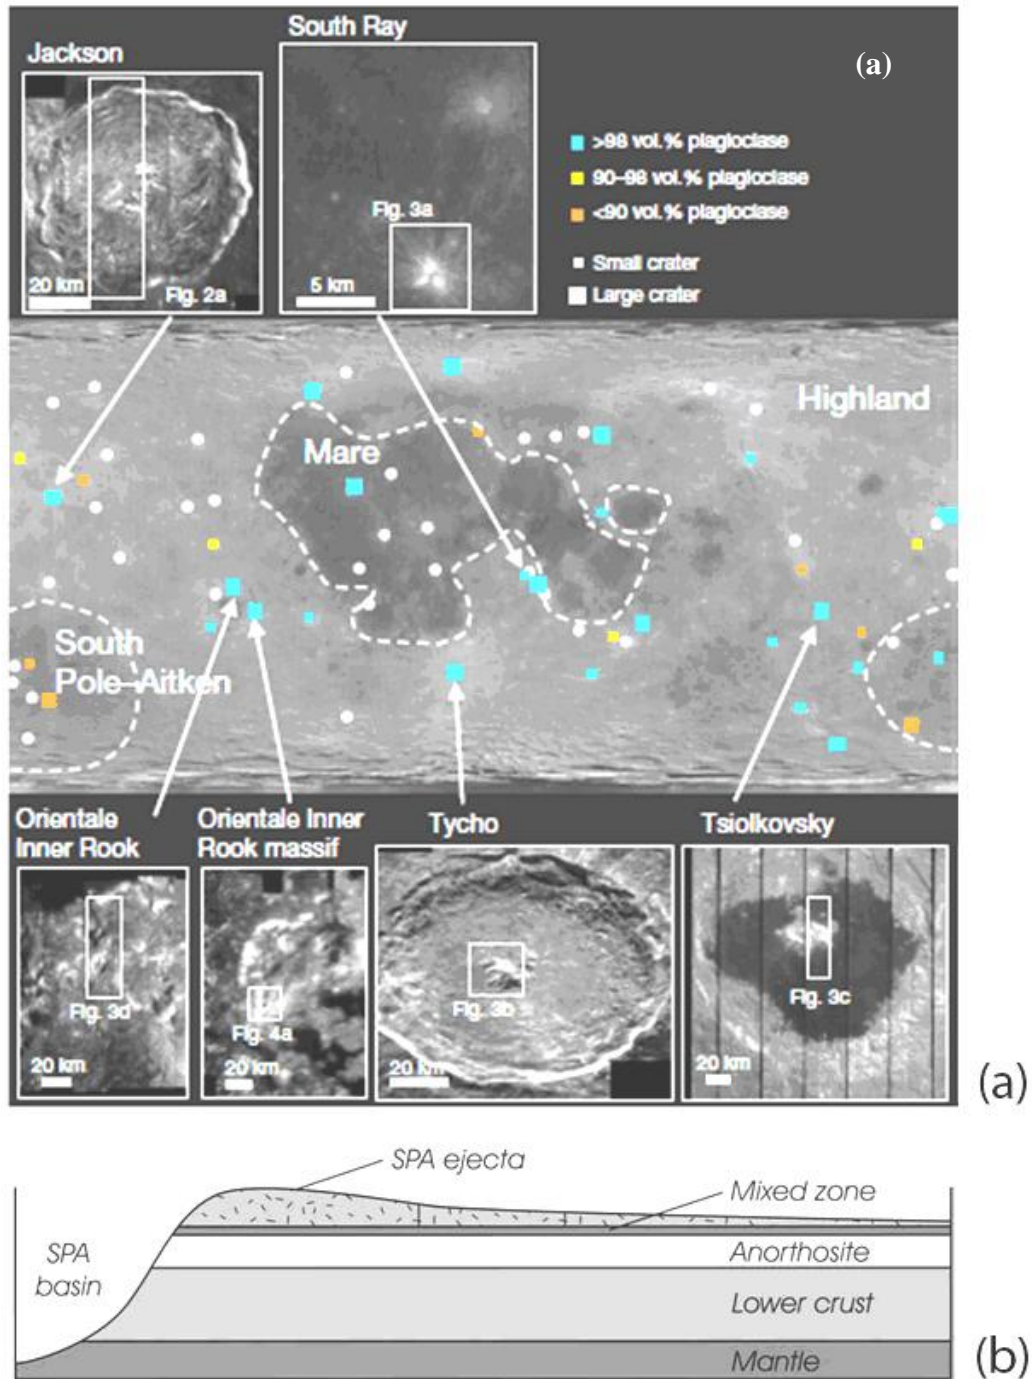 Jackson
South Ray
(a)
>98 vol.% plagioclase
90–98 vol.% plagioclase
<90 vol.% plagioclase
Small crater
Large crater
Fig. 3a
20 km
Fig. 2a
5 km
Highland
Mare
South
Pole–Aitken
Orientale
Inner Rook
Orientale Inner
Rook massif
Tycho
Tsiolkovsky
Fig. 3d
20 km
Fig. 4a
20 km
Fig. 3b
20 km
Fig. 3c
20 km
(a)
SPA ejecta
Mixed zone
SPA
basin
Anorthosite
Lower crust
Mantle
(b)